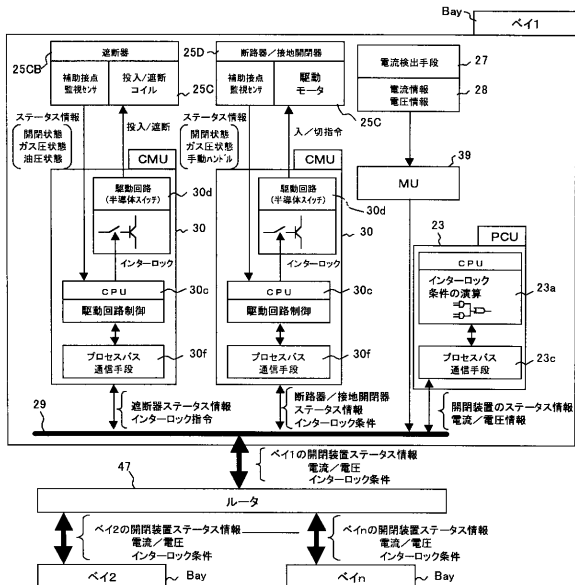 Bay
ベイ1
25CB
遮断器
補助接点
監視センサ
投入/遮断
コイル
25C
ステータス情報
開閉状態
ガス圧状態
油圧状態
投入/遮断
25D
断路器/接地開閉器
補助接点
監視センサ
駆動
モータ
25C
ステータス情報
開閉状態
ガス圧状態
手動ハンドル
入/切指令
電流検出手段
27
電流情報
電圧情報
28
MU
39
CMU
駆動回路
(半導体スイッチ)
30d
30
インターロック
CPU
30c
駆動回路制御
プロセスバス
通信手段
30f
CMU
駆動回路
(半導体スイッチ)
30d
30
インターロック
CPU
30c
駆動回路制御
プロセスバス
通信手段
30f
PCU
23
CPU
インターロック
条件の演算
23a
プロセスバス
通信手段
23c
29
遮断器ステータス情報
インターロック指令
断路器/接地開閉器
ステータス情報
インターロック条件
開閉装置のステータス情報
電流/電圧情報
ベイ1の開閉装置ステータス情報
電流/電圧
インターロック条件
47
ルータ
ベイ2の開閉装置ステータス情報
電流/電圧
インターロック条件
ベイnの開閉装置ステータス情報
電流/電圧
インターロック条件
ベイ2
Bay
ベイn
Bay